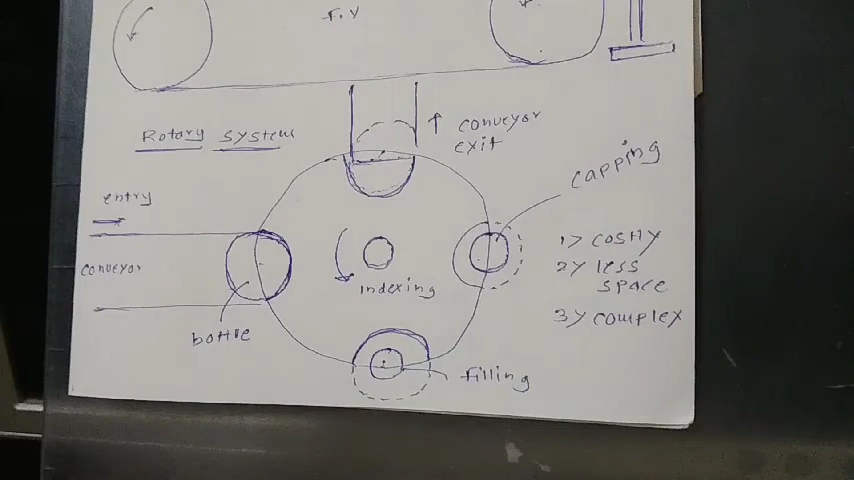 F.V
Rotary System
↑ conveyor
exit
capping
entry
conveyor
indexing
bottle
filling
1> costly
2> less
space
3> complex